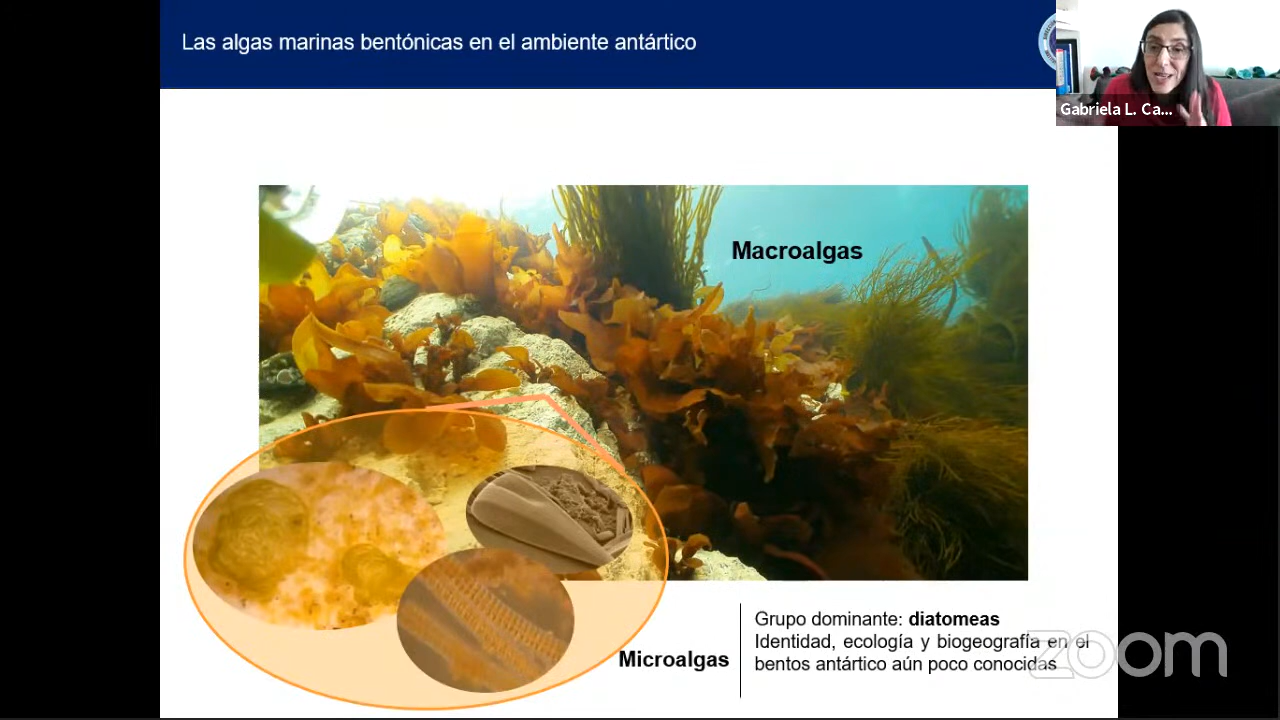 Las algas marinas bentónicas en el ambiente antártico
Gabriela L. Ca...
Macroalgas
Microalgas
Grupo dominante: diatomeas
Identidad, ecología y biogeografía en el
bentos antártico aún poco conocidas
zoom